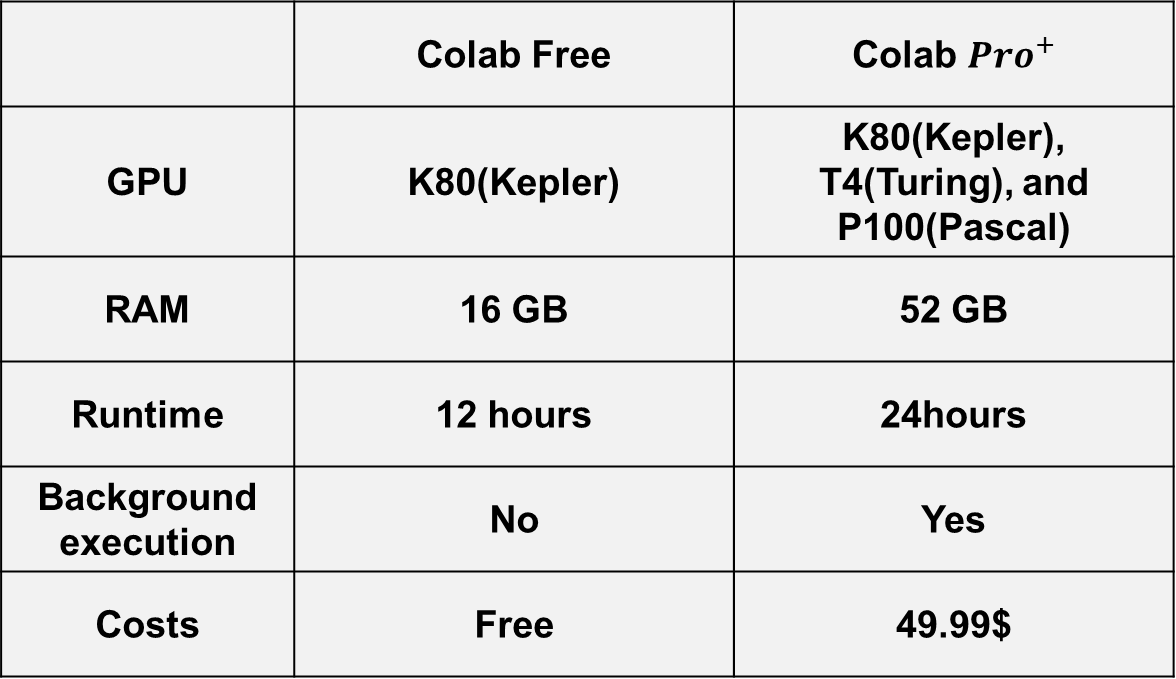 Colab Free
Colab Pro⁺
GPU
K80(Kepler)
K80(Kepler),
T4(Turing), and
P100(Pascal)
RAM
16 GB
52 GB
Runtime
12 hours
24hours
Background
execution
No
Yes
Costs
Free
49.99$